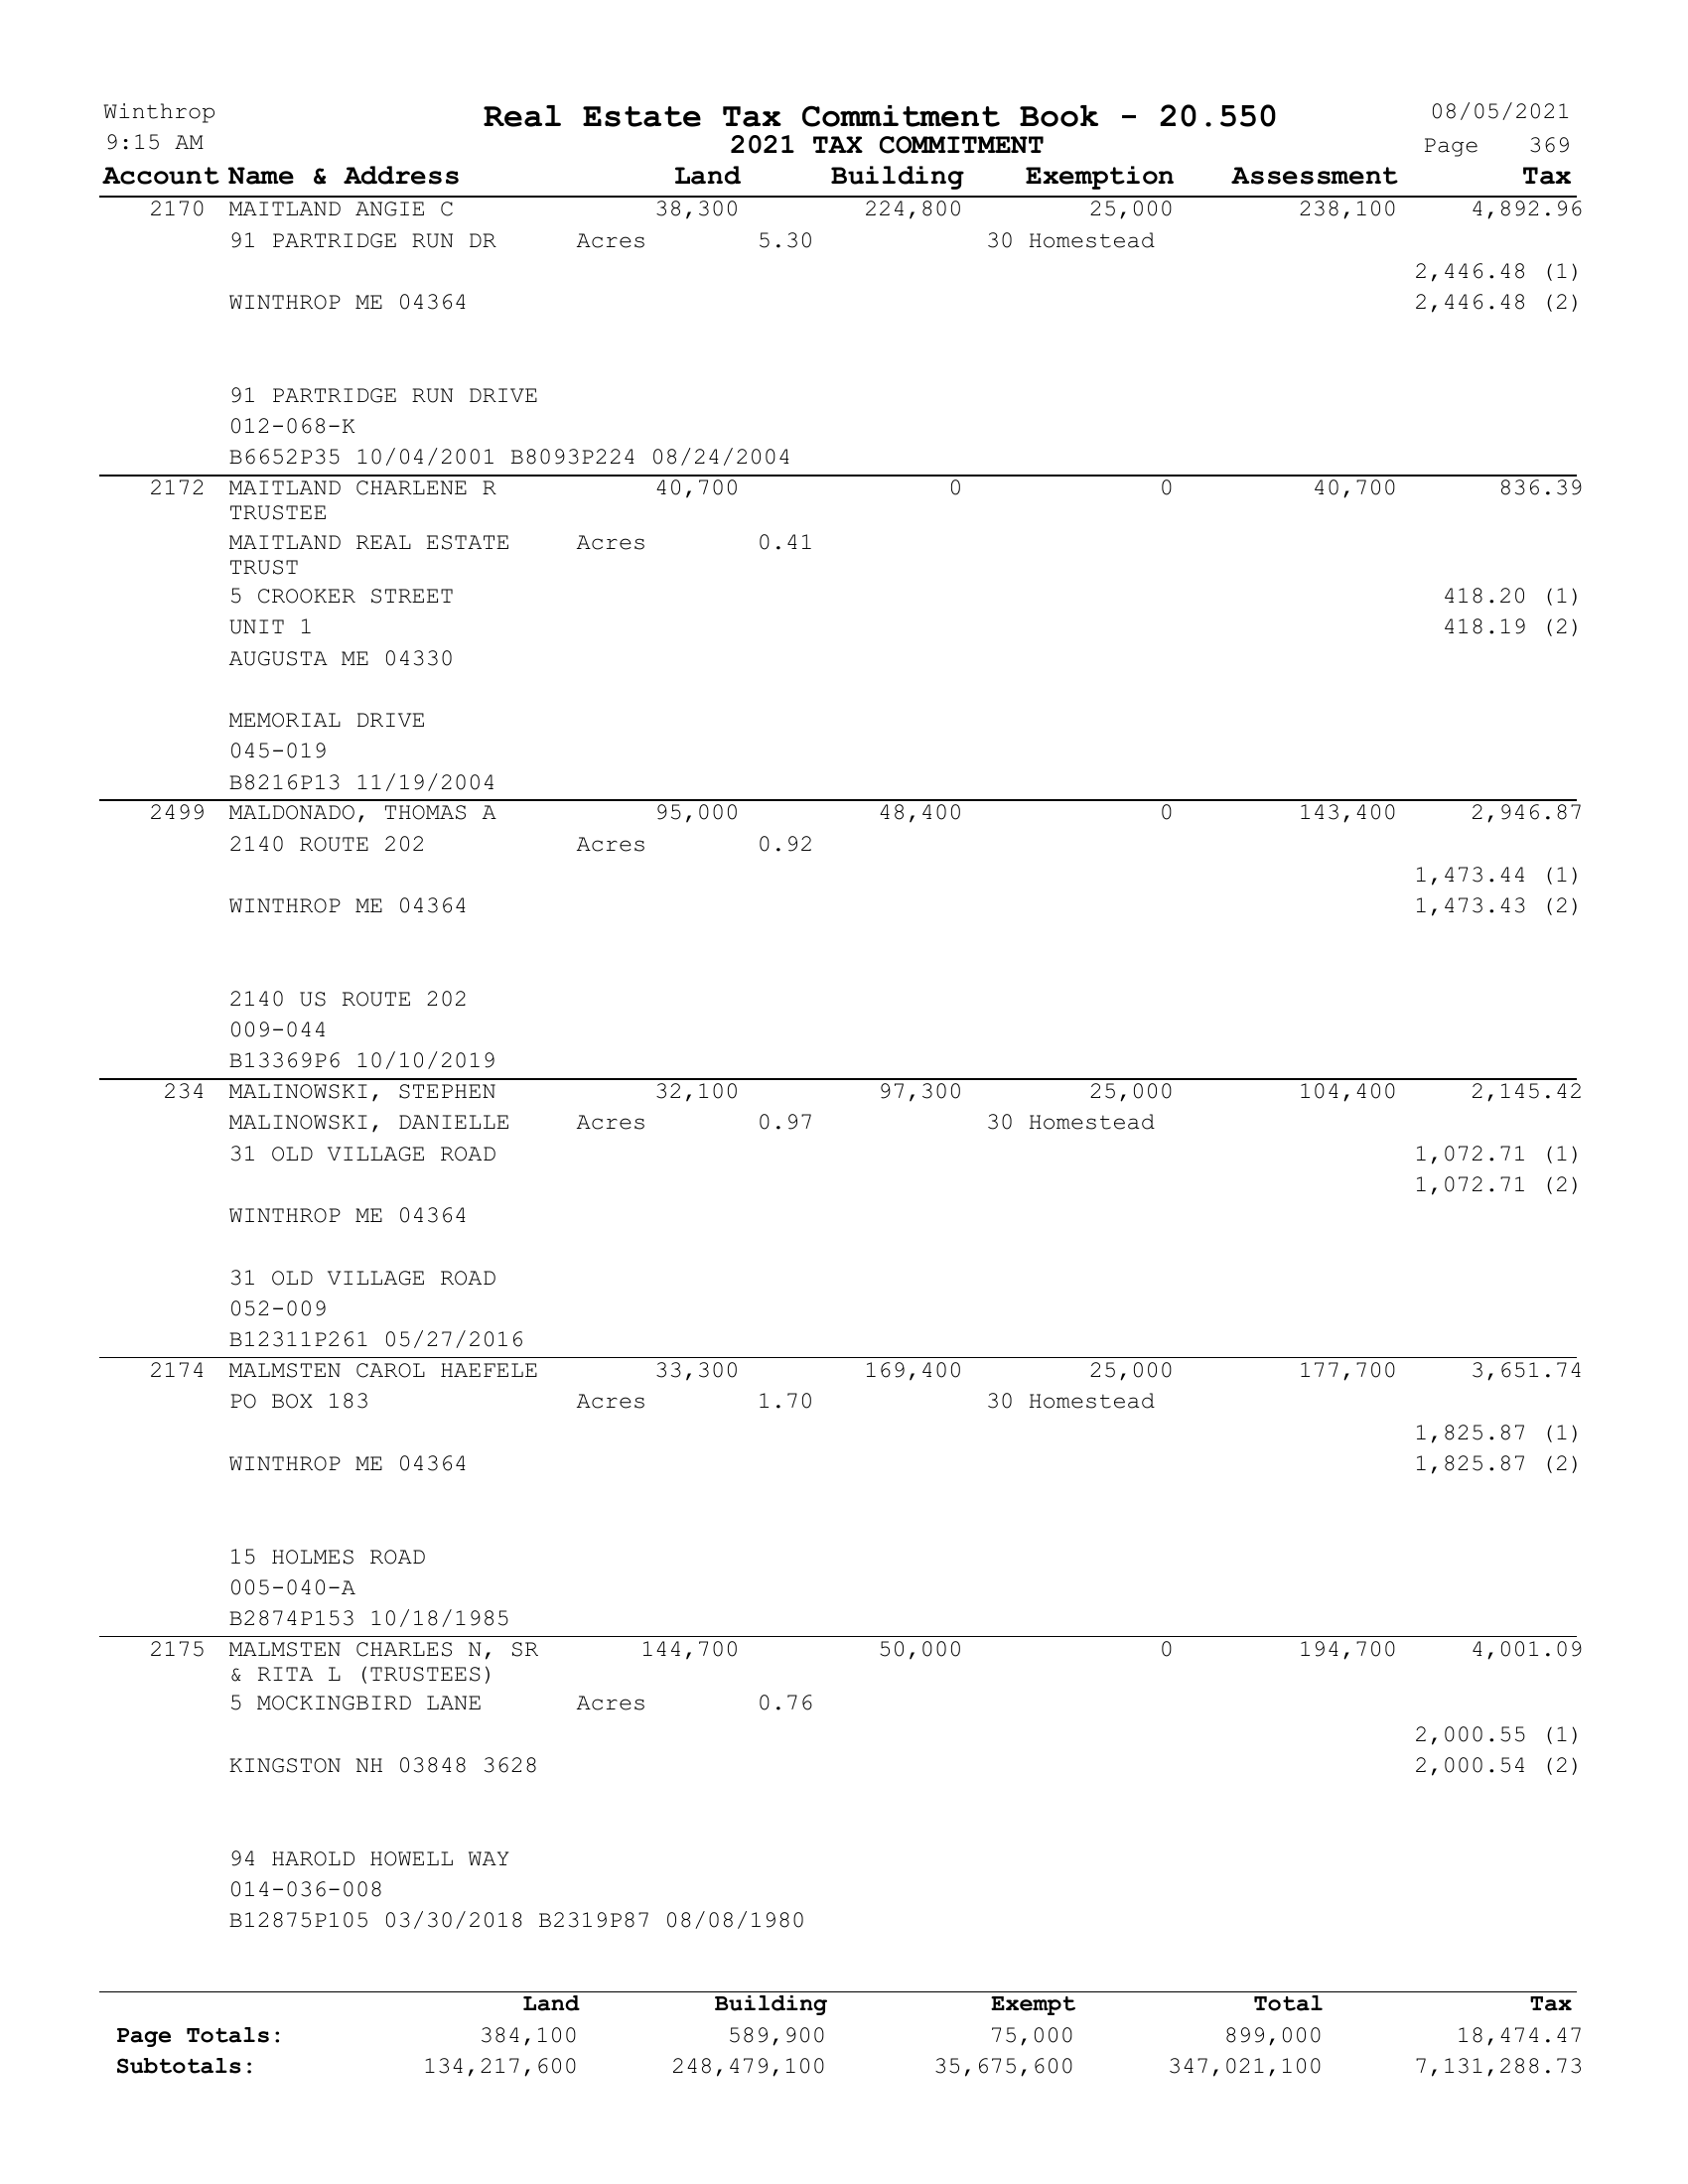 Winthrop Real Estate Tax Commitment Book - 20.550 08/05/2021
9:15 AM 2021 TAX COMMITMENT Page 369
Account Name & Address Land Building Exemption Assessment Tax
2170 MAITLAND ANGIE C 38,300 224,800 25,000 238,100 4,892.96
91 PARTRIDGE RUN DR Acres 5.30 30 Homestead
2,446.48 (1)
WINTHROP ME 04364 2,446.48 (2)
91 PARTRIDGE RUN DRIVE
012-068-K
B6652P35 10/04/2001 B8093P224 08/24/2004
2172 MAITLAND CHARLENE R 40,700 0 0 40,700 836.39
TRUSTEE
MAITLAND REAL ESTATE Acres 0.41
TRUST
5 CROOKER STREET 418.20 (1)
UNIT 1 418.19 (2)
AUGUSTA ME 04330
MEMORIAL DRIVE
045-019
B8216P13 11/19/2004
2499 MALDONADO, THOMAS A 95,000 48,400 0 143,400 2,946.87
2140 ROUTE 202 Acres 0.92
1,473.44 (1)
WINTHROP ME 04364 1,473.43 (2)
2140 US ROUTE 202
009-044
B13369P6 10/10/2019
234 MALINOWSKI, STEPHEN 32,100 97,300 25,000 104,400 2,145.42
MALINOWSKI, DANIELLE Acres 0.97 30 Homestead
31 OLD VILLAGE ROAD 1,072.71 (1)
1,072.71 (2)
WINTHROP ME 04364
31 OLD VILLAGE ROAD
052-009
B12311P261 05/27/2016
2174 MALMSTEN CAROL HAEFELE 33,300 169,400 25,000 177,700 3,651.74
PO BOX 183 Acres 1.70 30 Homestead
1,825.87 (1)
WINTHROP ME 04364 1,825.87 (2)
15 HOLMES ROAD
005-040-A
B2874P153 10/18/1985
2175 MALMSTEN CHARLES N, SR 144,700 50,000 0 194,700 4,001.09
& RITA L (TRUSTEES)
5 MOCKINGBIRD LANE Acres 0.76
2,000.55 (1)
KINGSTON NH 03848 3628 2,000.54 (2)
94 HAROLD HOWELL WAY
014-036-008
B12875P105 03/30/2018 B2319P87 08/08/1980
Land Building Exempt Total Tax
Page Totals: 384,100 589,900 75,000 899,000 18,474.47
Subtotals: 134,217,600 248,479,100 35,675,600 347,021,100 7,131,288.73